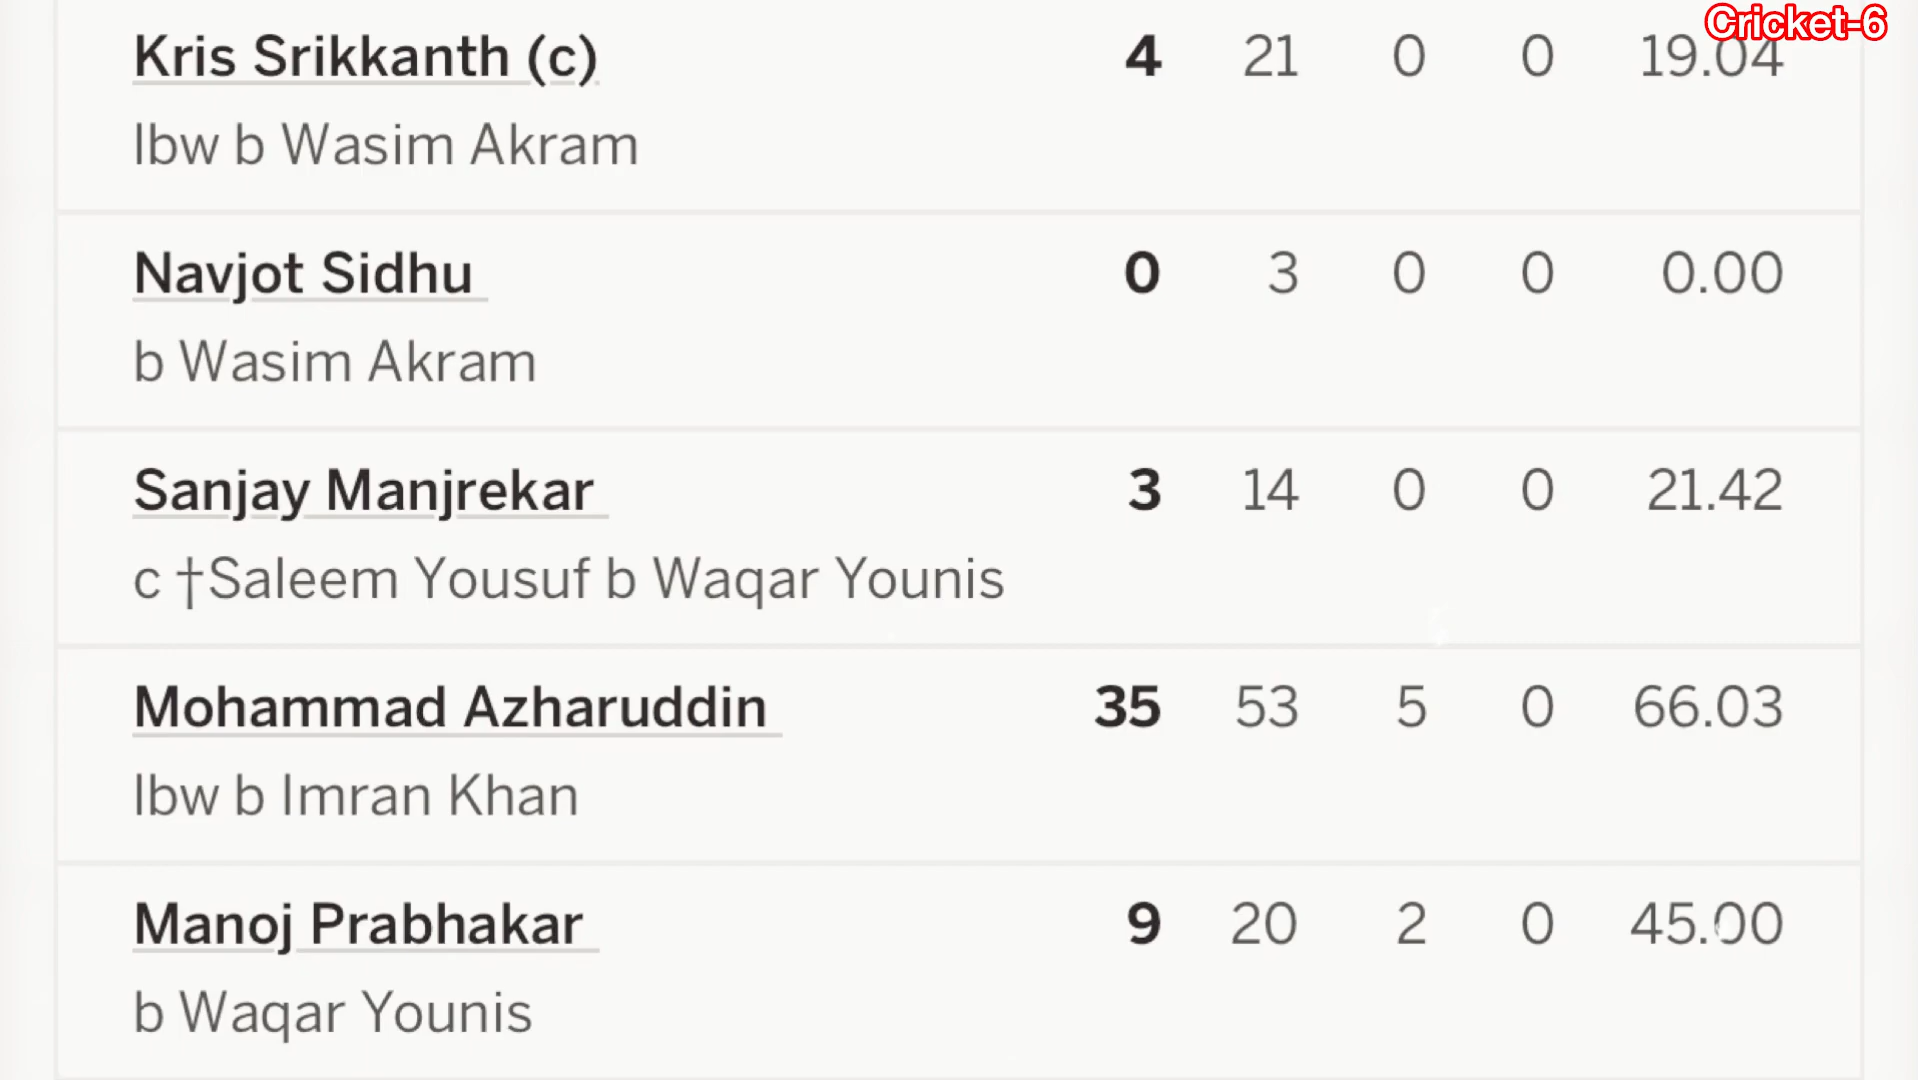 Cricket-6
Kris Srikkanth (c) 4 21 0 0 19.04
lbw b Wasim Akram
Navjot Sidhu 0 3 0 0 0.00
b Wasim Akram
Sanjay Manjrekar 3 14 0 0 21.42
c †Saleem Yousuf b Waqar Younis
Mohammad Azharuddin 35 53 5 0 66.03
lbw b Imran Khan
Manoj Prabhakar 9 20 2 0 45.00
b Waqar Younis